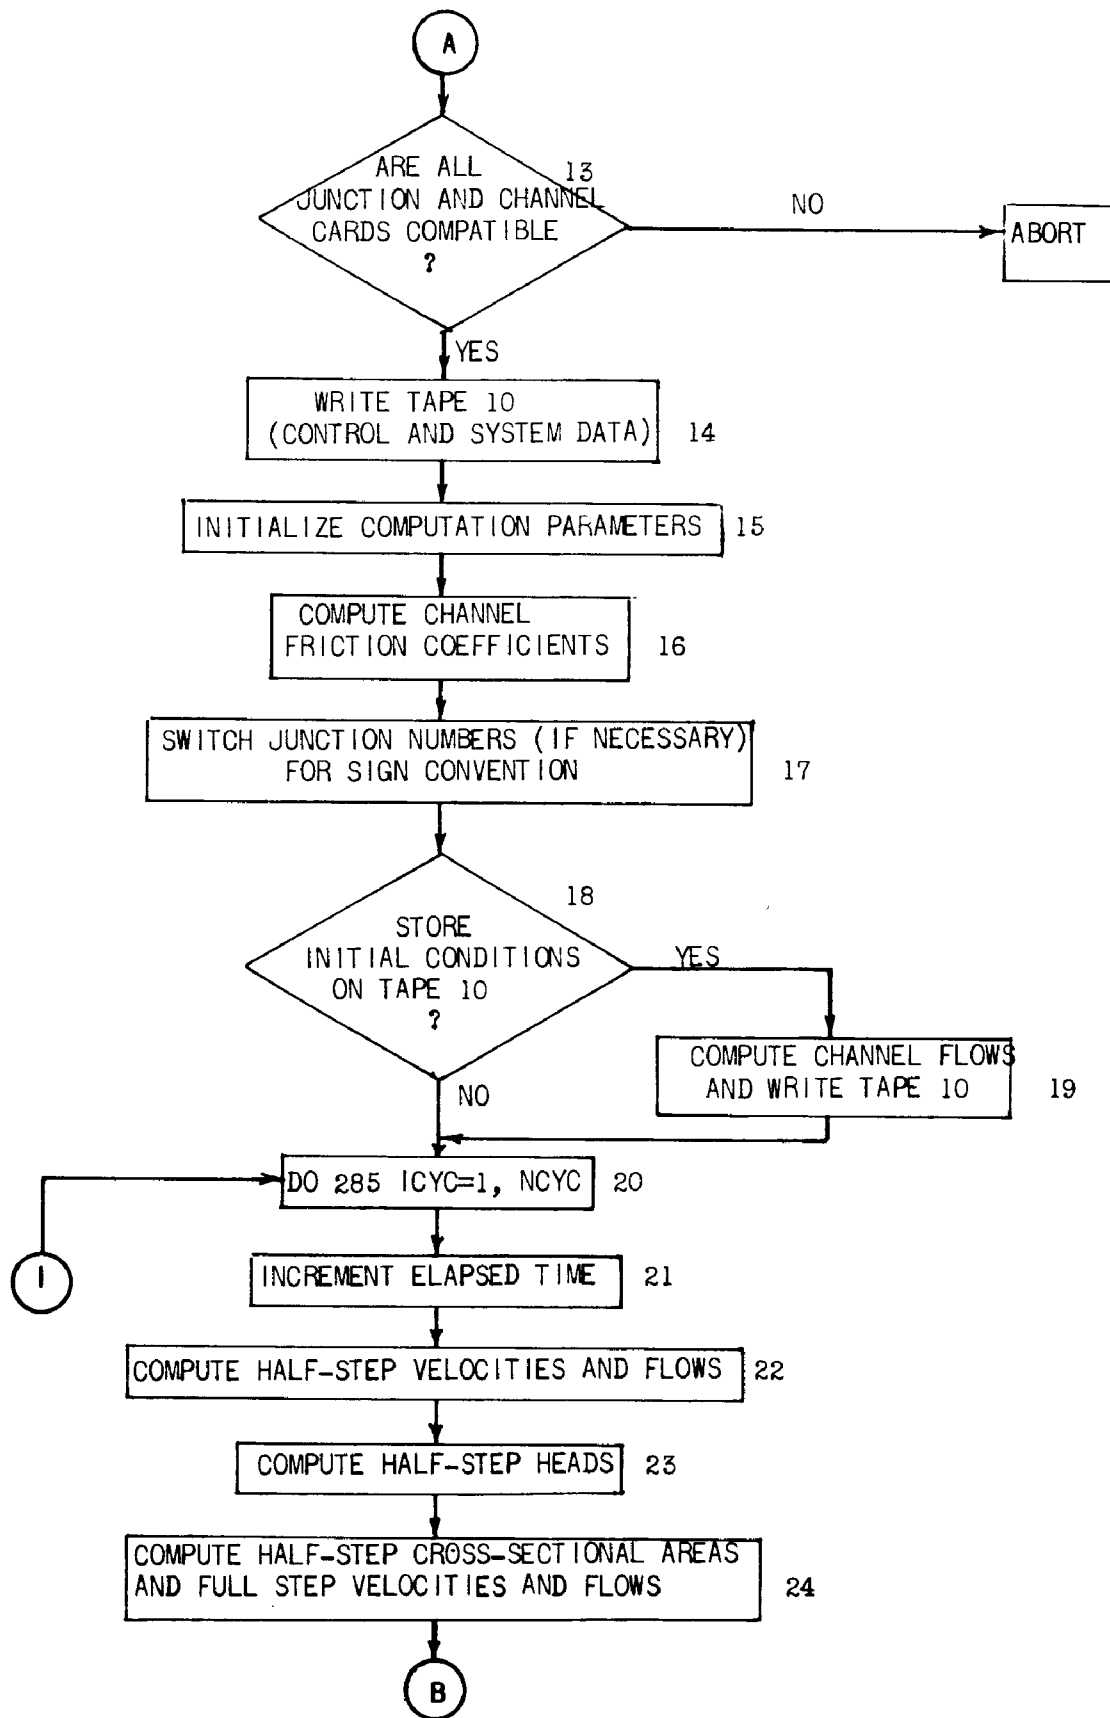 A
ARE ALL
13
JUNCTION AND CHANNEL
CARDS COMPATIBLE
?
NO
ABORT
YES
WRITE TAPE 10
(CONTROL AND SYSTEM DATA)
14
INITIALIZE COMPUTATION PARAMETERS
15
COMPUTE CHANNEL
FRICTION COEFFICIENTS
16
SWITCH JUNCTION NUMBERS (IF NECESSARY)
FOR SIGN CONVENTION
17
18
STORE
INITIAL CONDITIONS
ON TAPE 10
?
YES
COMPUTE CHANNEL FLOWS
AND WRITE TAPE 10
19
NO
DO 285 ICYC=1, NCYC
20
I
INCREMENT ELAPSED TIME
21
COMPUTE HALF-STEP VELOCITIES AND FLOWS
22
COMPUTE HALF-STEP HEADS
23
COMPUTE HALF-STEP CROSS-SECTIONAL AREAS
AND FULL STEP VELOCITIES AND FLOWS
24
B